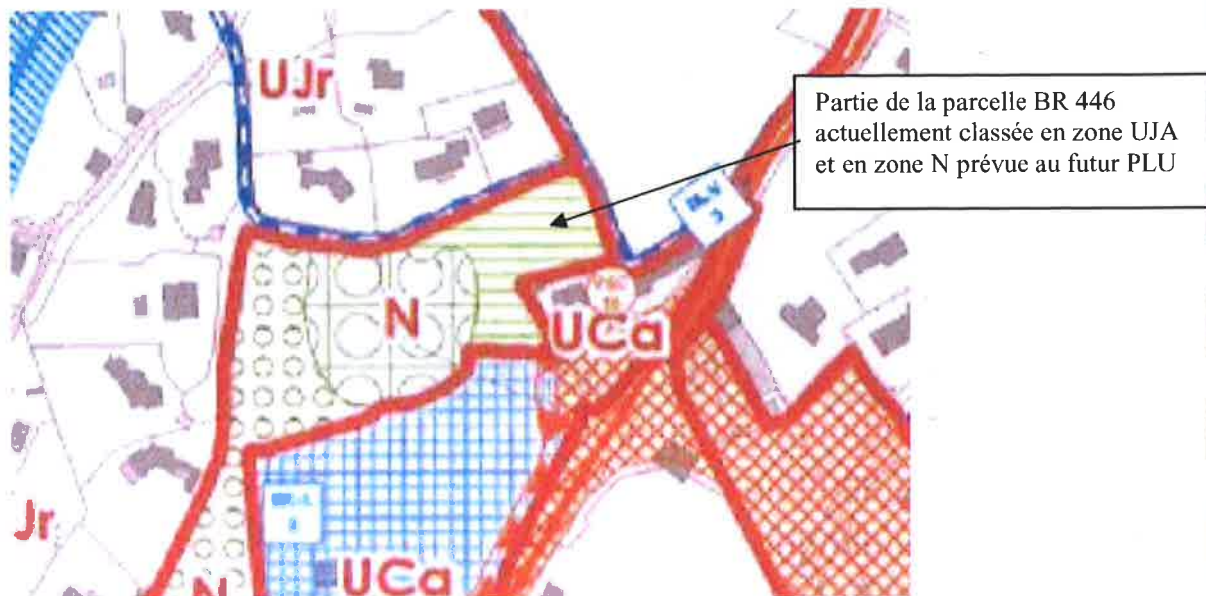 UJr
Partie de la parcelle BR 446
actuellement classée en zone UJA
et en zone N prévue au futur PLU
3
N
UCa
Jr
UCa
N